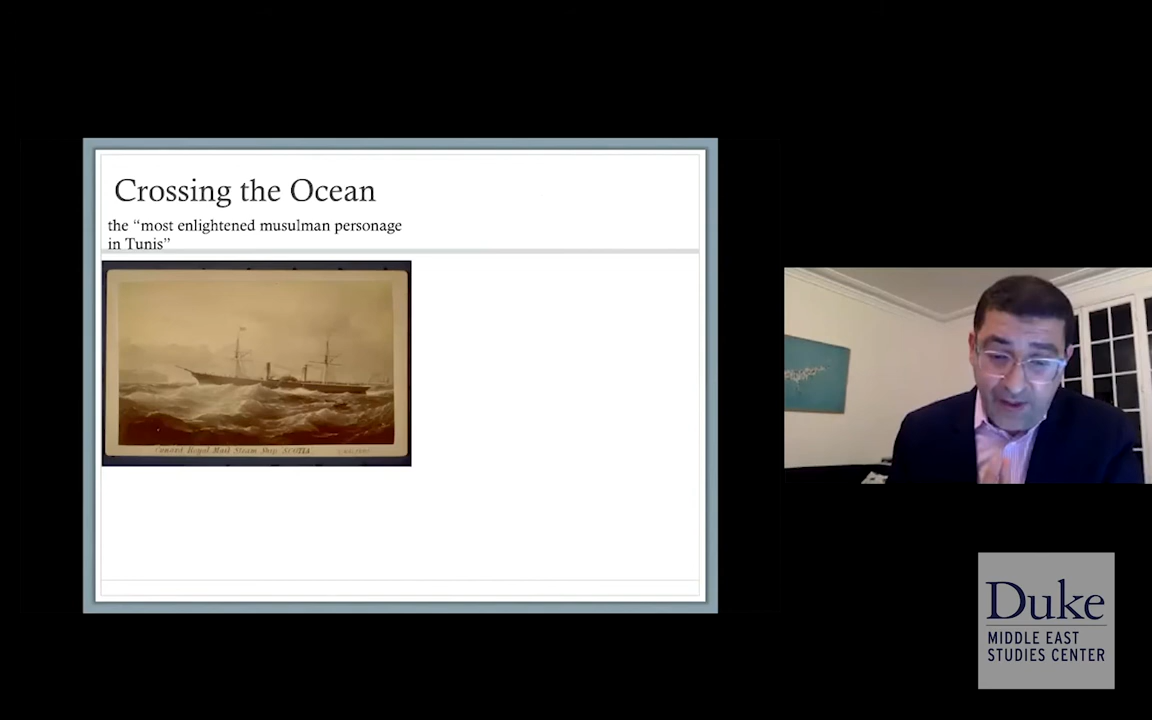 Crossing the Ocean
the “most enlightened musulman personage
in Tunis”
Cunard Royal Mail Steam Ship SCOTIA
Duke
MIDDLE EAST
STUDIES CENTER